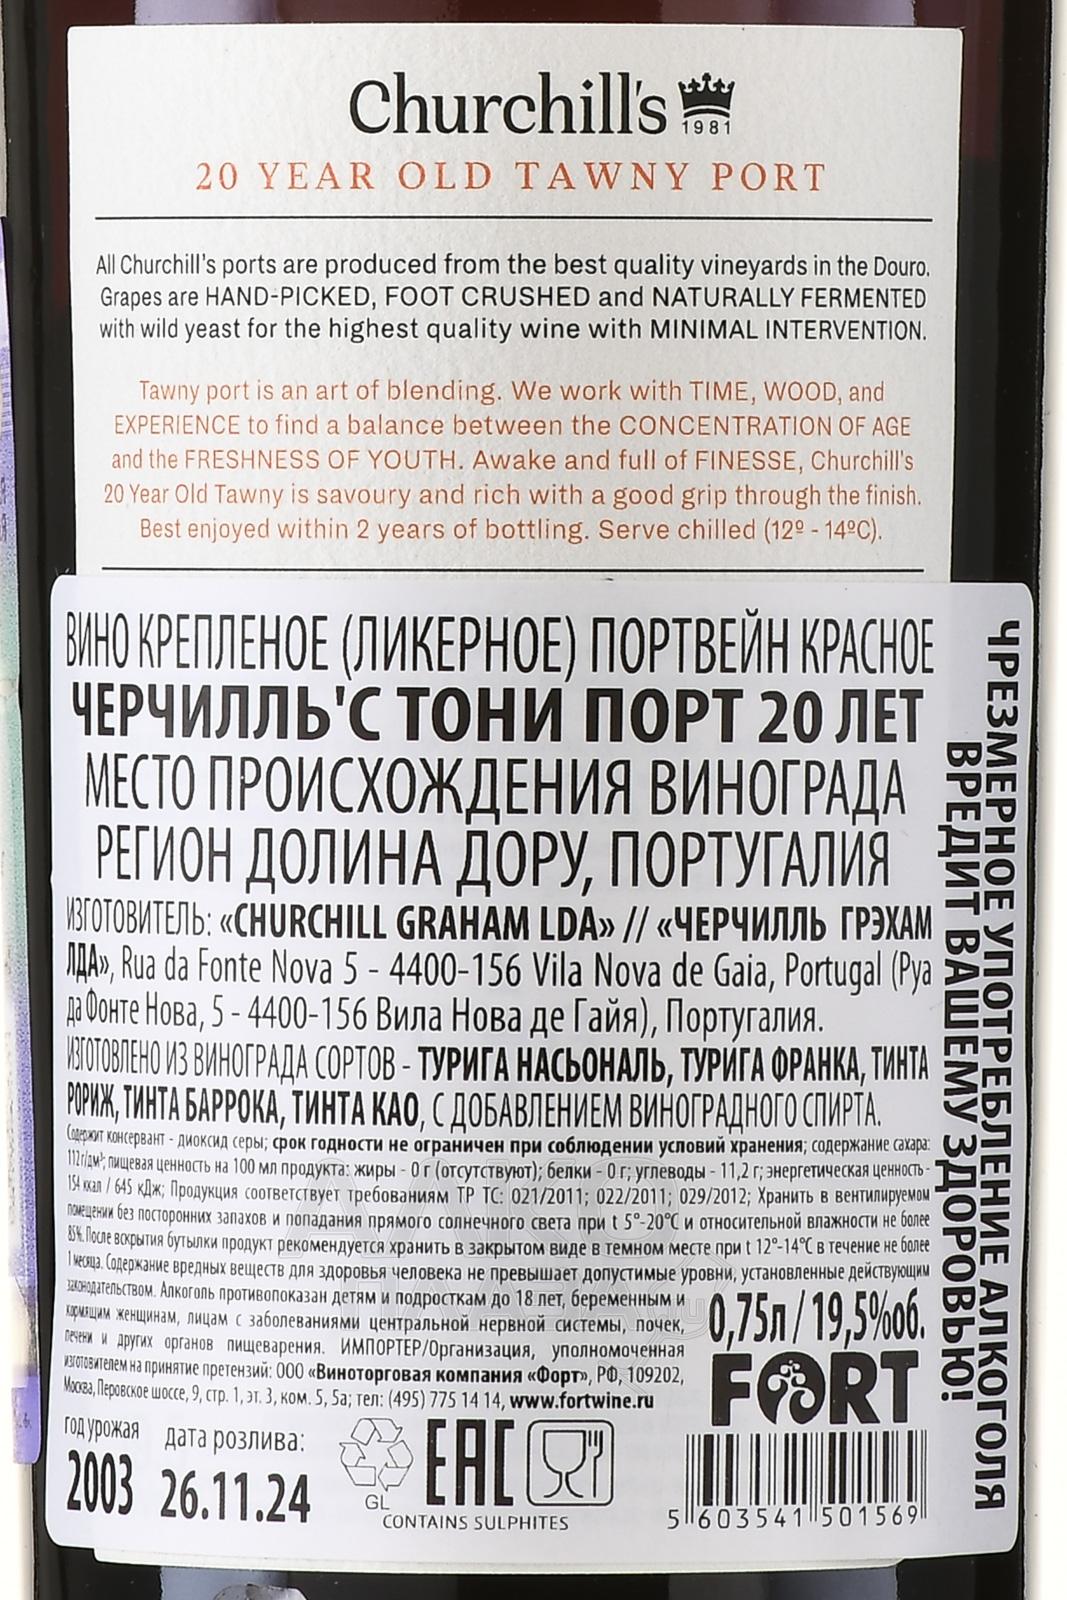 Churchill's
1981
20 YEAR OLD TAWNY PORT
All Churchill's ports are produced from the best quality vineyards in the Douro.
Grapes are HAND-PICKED, FOOT CRUSHED and NATURALLY FERMENTED
with wild yeast for the highest quality wine with MINIMAL INTERVENTION.
Tawny port is an art of blending. We work with TIME, WOOD, and
EXPERIENCE to find a balance between the CONCENTRATION OF AGE
and the FRESHNESS OF YOUTH. Awake and full of FINESSE, Churchill's
20 Year Old Tawny is savoury and rich with a good grip through the finish.
Best enjoyed within 2 years of bottling. Serve chilled (12º - 14ºC).
ВИНО КРЕПЛЕНОЕ (ЛИКЕРНОЕ) ПОРТВЕЙН КРАСНОЕ
ЧЕРЧИЛЛЬ'С ТОНИ ПОРТ 20 ЛЕТ
МЕСТО ПРОИСХОЖДЕНИЯ ВИНОГРАДА
РЕГИОН ДОЛИНА ДОРУ, ПОРТУГАЛИЯ
ИЗГОТОВИТЕЛЬ: «CHURCHILL GRAHAM LDA» // «ЧЕРЧИЛЛЬ ГРЭХАМ
ЛДА», Rua da Fonte Nova 5 - 4400-156 Vila Nova de Gaia, Portugal (Руа
да Фонте Нова, 5 - 4400-156 Вила Нова де Гайя), Португалия.
ИЗГОТОВЛЕНО ИЗ ВИНОГРАДА СОРТОВ - ТУРИГА НАСЬОНАЛЬ, ТУРИГА ФРАНКА, ТИНТА
РОРИЖ, ТИНТА БАРРОКА, ТИНТА КАО, С ДОБАВЛЕНИЕМ ВИНОГРАДНОГО СПИРТА.
Содержит консервант - диоксид серы; срок годности не ограничен при соблюдении условий хранения; содержание сахара:
112 г/дм³; пищевая ценность на 100 мл продукта: жиры - 0 г (отсутствуют); белки - 0 г; углеводы - 11,2 г; энергетическая ценность -
154 ккал / 645 кДж; Продукция соответствует требованиям ТР ТС: 021/2011; 022/2011; 029/2012; Хранить в вентилируемом
помещении без посторонних запахов и попадания прямого солнечного света при t 5°-20°С и относительной влажности не более
85%. После вскрытия бутылки продукт рекомендуется хранить в закрытом виде в темном месте при t 12°-14°С в течение не более
1 месяца. Содержание вредных веществ для здоровья человека не превышает допустимые уровни, установленные действующим
законодательством. Алкоголь противопоказан детям и подросткам до 18 лет, беременным и
кормящим женщинам, лицам с заболеваниями центральной нервной системы, почек,
печени и других органов пищеварения. ИМПОРТЕР/Организация, уполномоченная
изготовителем на принятие претензий: ООО «Виноторговая компания «Форт», РФ, 109202,
Москва, Перовское шоссе, 9, стр. 1, эт. 3, ком. 5, 5а; тел: (495) 775 14 14, www.fortwine.ru
0,75л / 19,5%об.
FORT
год урожая
2003
дата розлива:
26.11.24
GL
EAC
CONTAINS SULPHITES
5 603541 501569
ЧРЕЗМЕРНОЕ УПОТРЕБЛЕНИЕ АЛКОГОЛЯ
ВРЕДИТ ВАШЕМУ ЗДОРОВЬЮ!